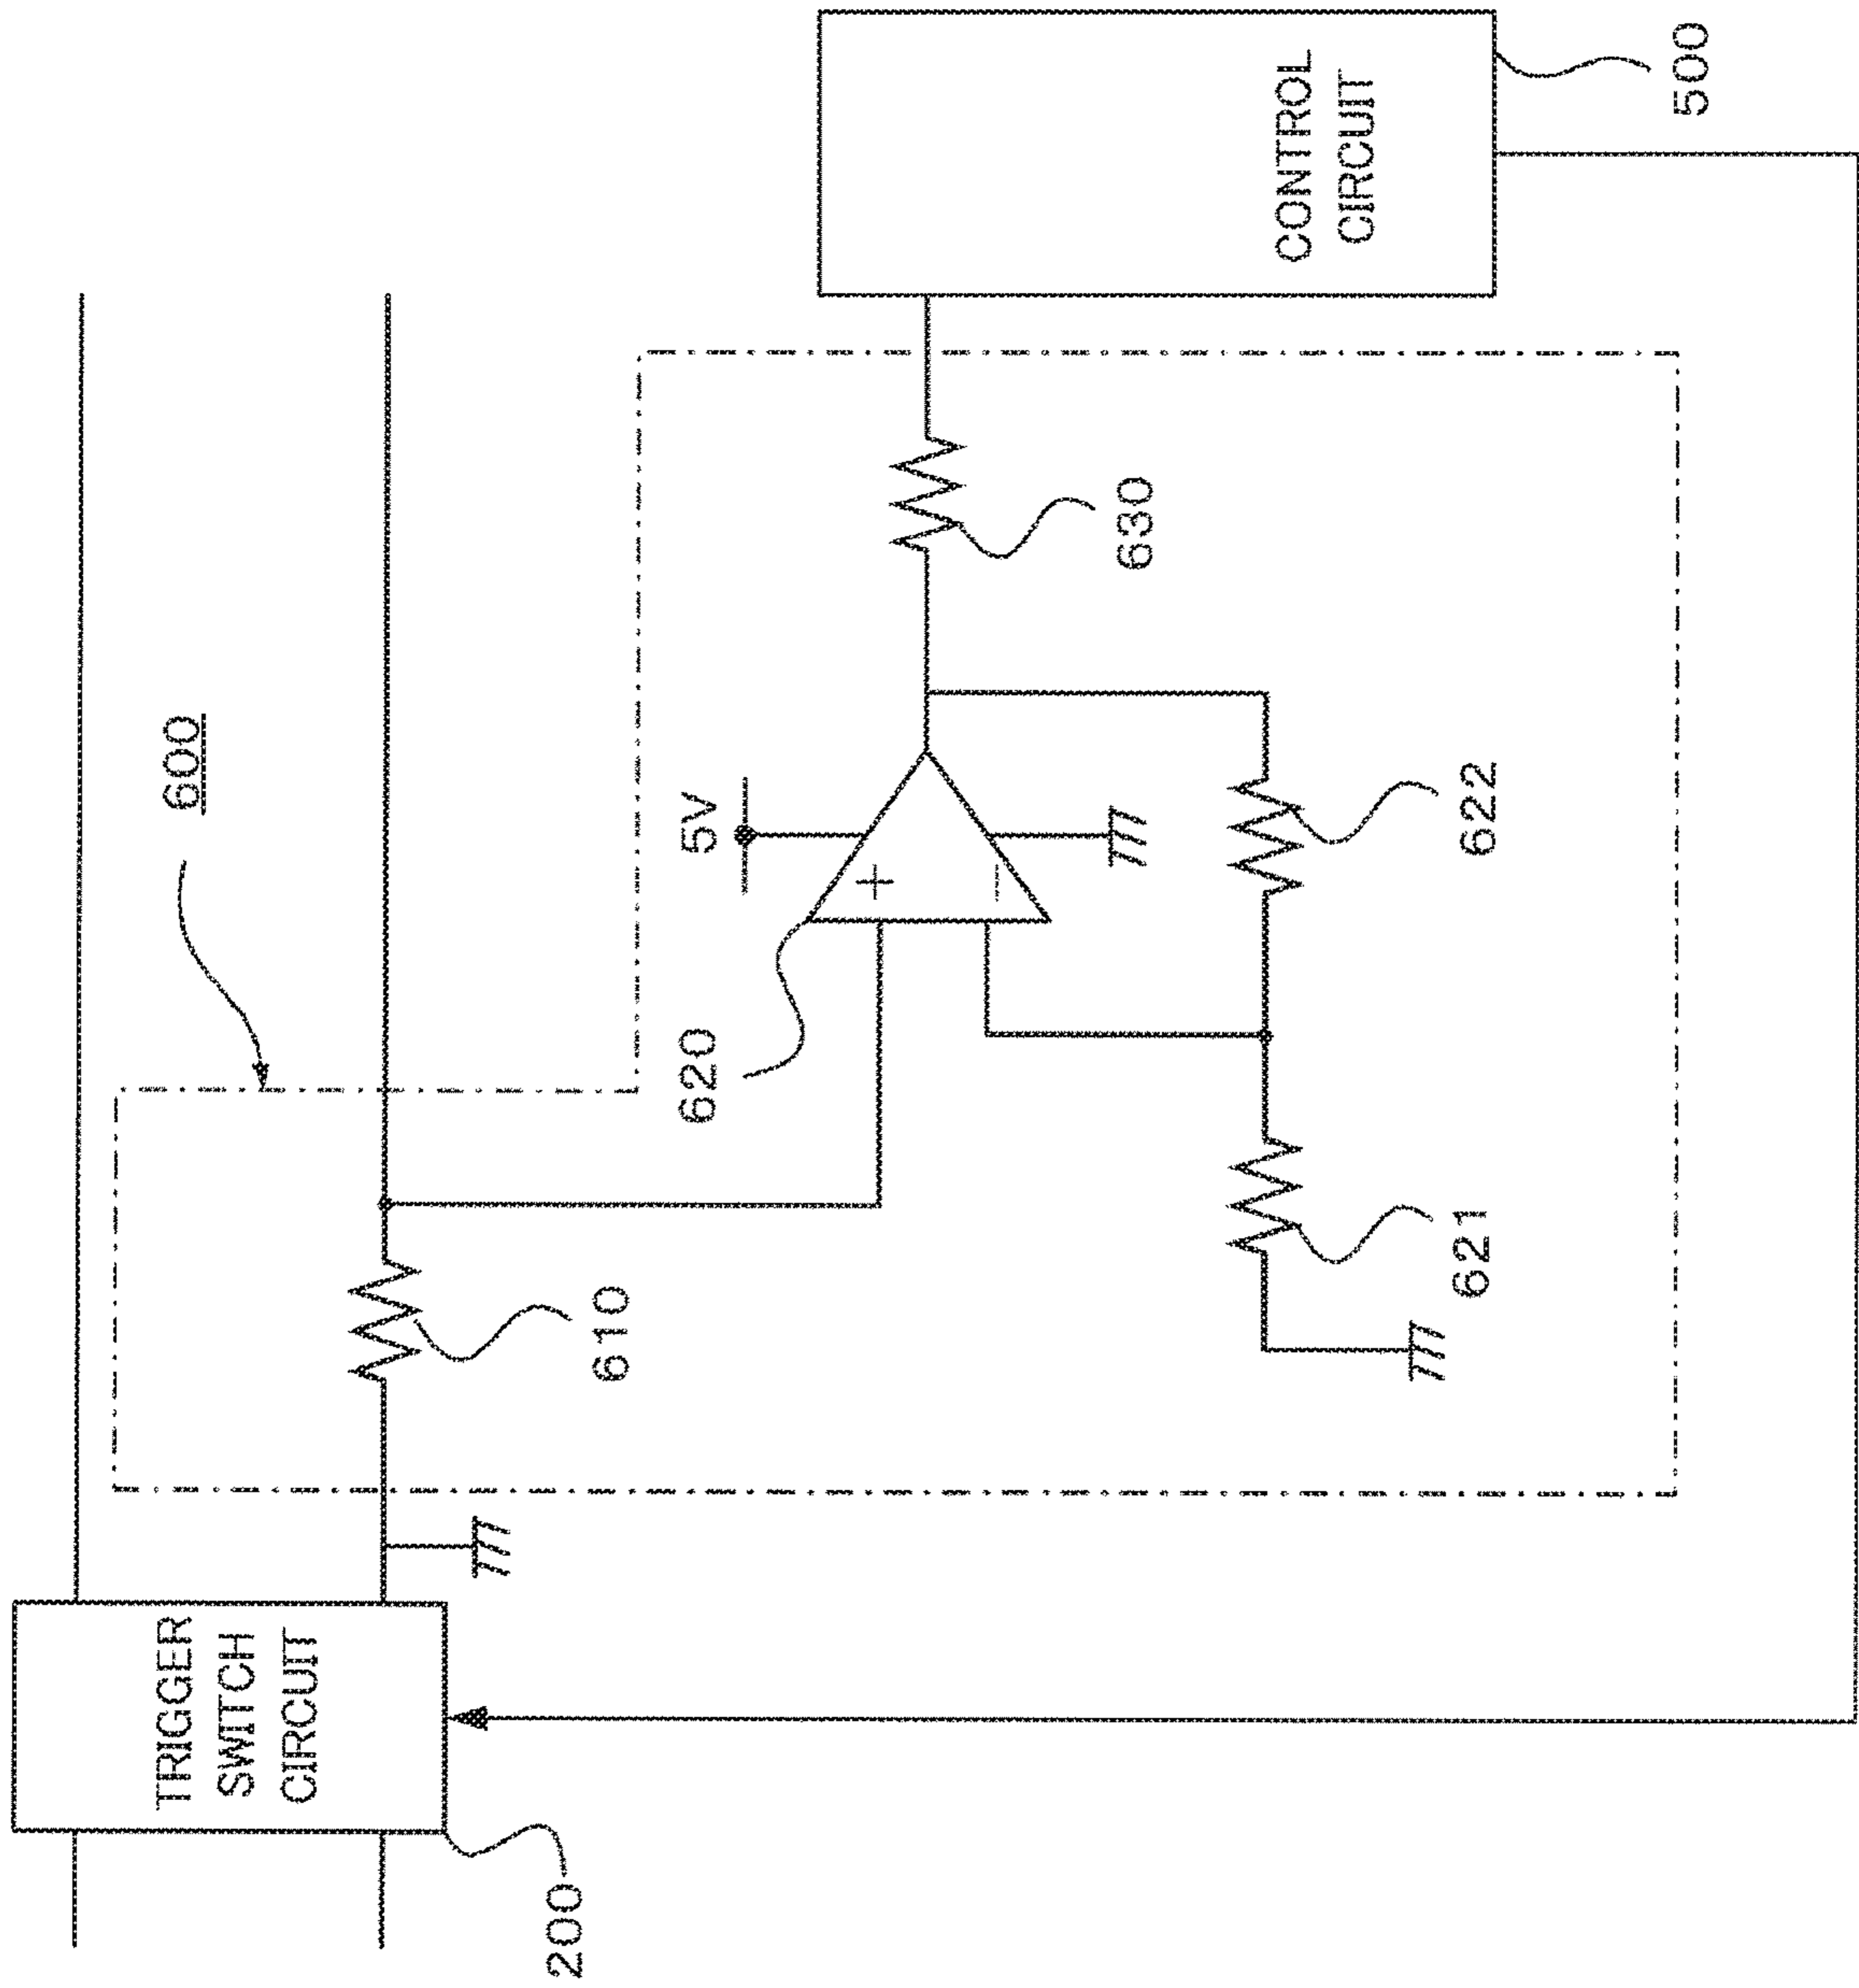 600
TRIGGER
SWITCH
CIRCUIT
200
610
5V
620
+
−
630
622
621
CONTROL
CIRCUIT
500